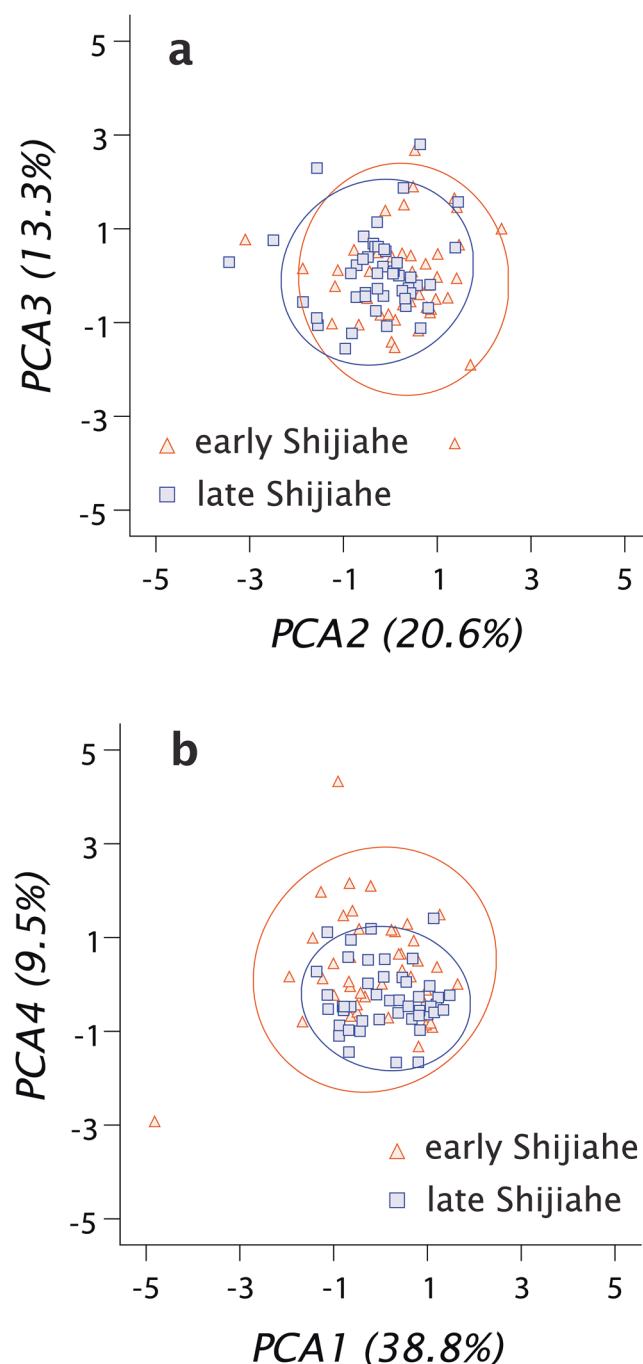 a
5
3
1
-1
-3
-5
PCA3 (13.3%)
early Shijiahe
late Shijiahe
-5 -3 -1 1 3 5
PCA2 (20.6%)
b
5
3
1
-1
-3
-5
PCA4 (9.5%)
early Shijiahe
late Shijiahe
-5 -3 -1 1 3 5
PCA1 (38.8%)